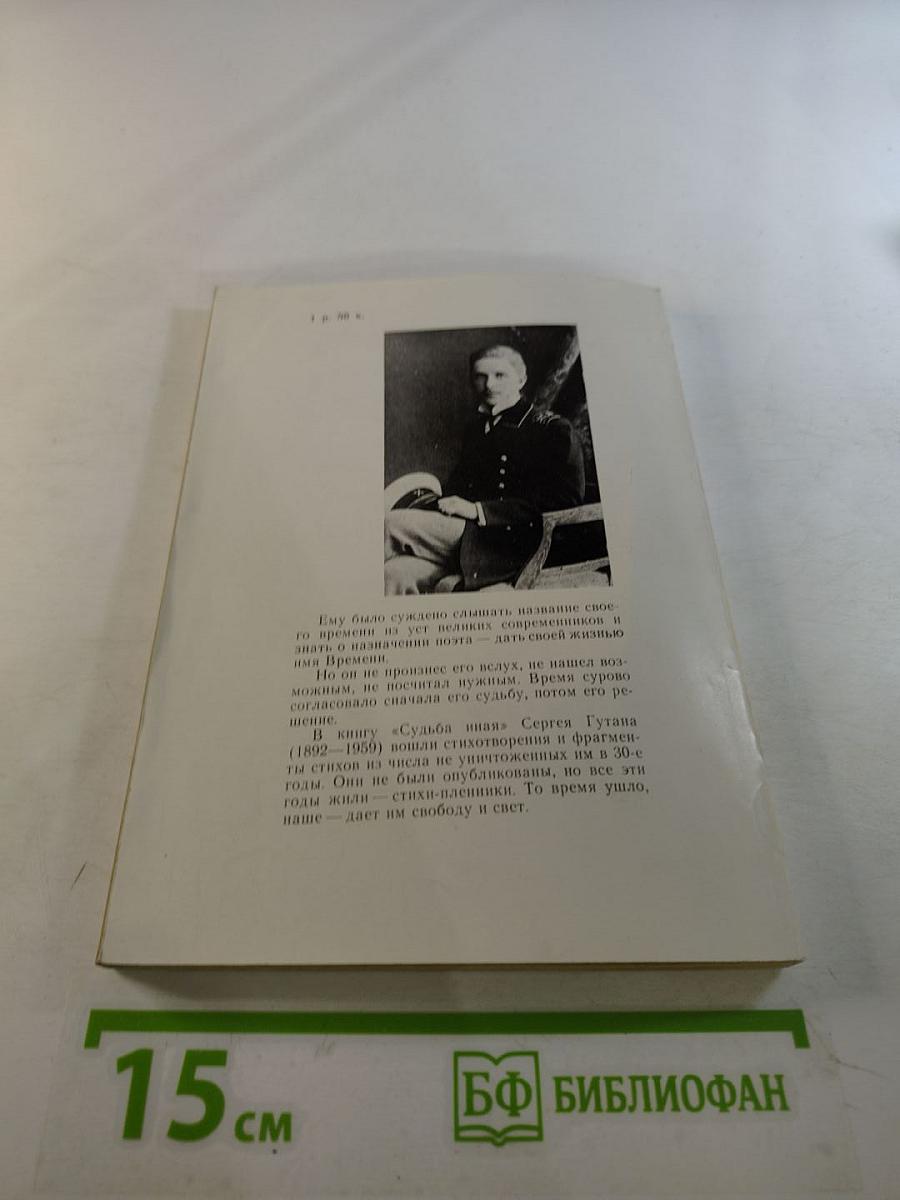 р.
к.
Ему было суждено слышать название свое-
го времени из уст великих современников и
знать о назначении поэта — дать своей жизнью
имя Времени.
Но он не произнес его вслух, не нашел воз-
можным, не посчитал нужным. Время сурово
согласовало сначала его судьбу, потом его ре-
шение.
В книгу «Судьба иная» Сергея Гутана
(1892—1959) вошли стихотворения и фрагмен-
ты стихов из числа не уничтоженных им в 30-е
годы. Они не были опубликованы, но все эти
годы жили — стихи-пленники. То время ушло,
наше — дает им свободу и свет.
15 см
БФ БИБЛИОФАН